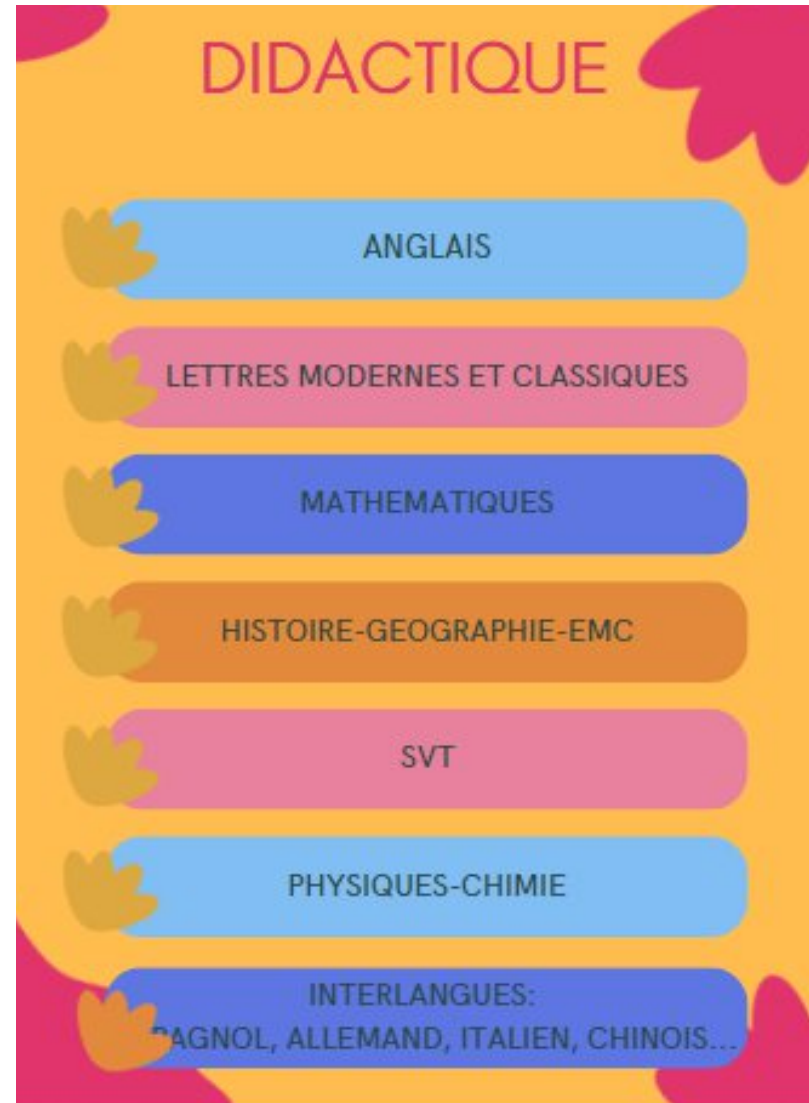 DIDACTIQUE
ANGLAIS
LETTRES MODERNES ET CLASSIQUES
MATHEMATIQUES
HISTOIRE-GEOGRAPHIE-EMC
SVT
PHYSIQUES-CHIMIE
INTERLANGUES:
ALLEMAND, ITALIEN, CHINOIS...